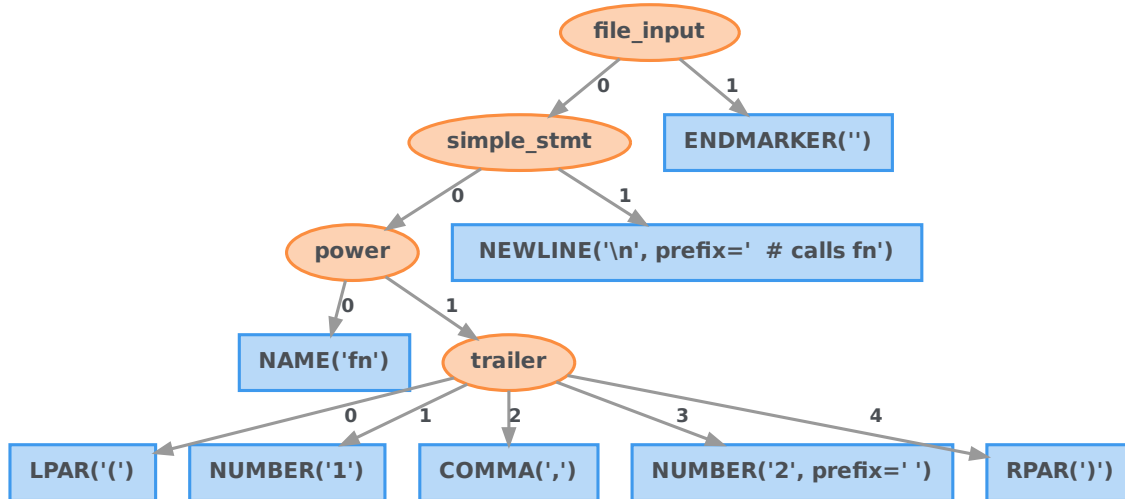 file_input
0
1
simple_stmt
ENDMARKER('')
0
1
power
NEWLINE('\n', prefix='  # calls fn')
0
1
NAME('fn')
trailer
0
1
2
3
4
LPAR('(')
NUMBER('1')
COMMA(',')
NUMBER('2', prefix=' ')
RPAR(')')